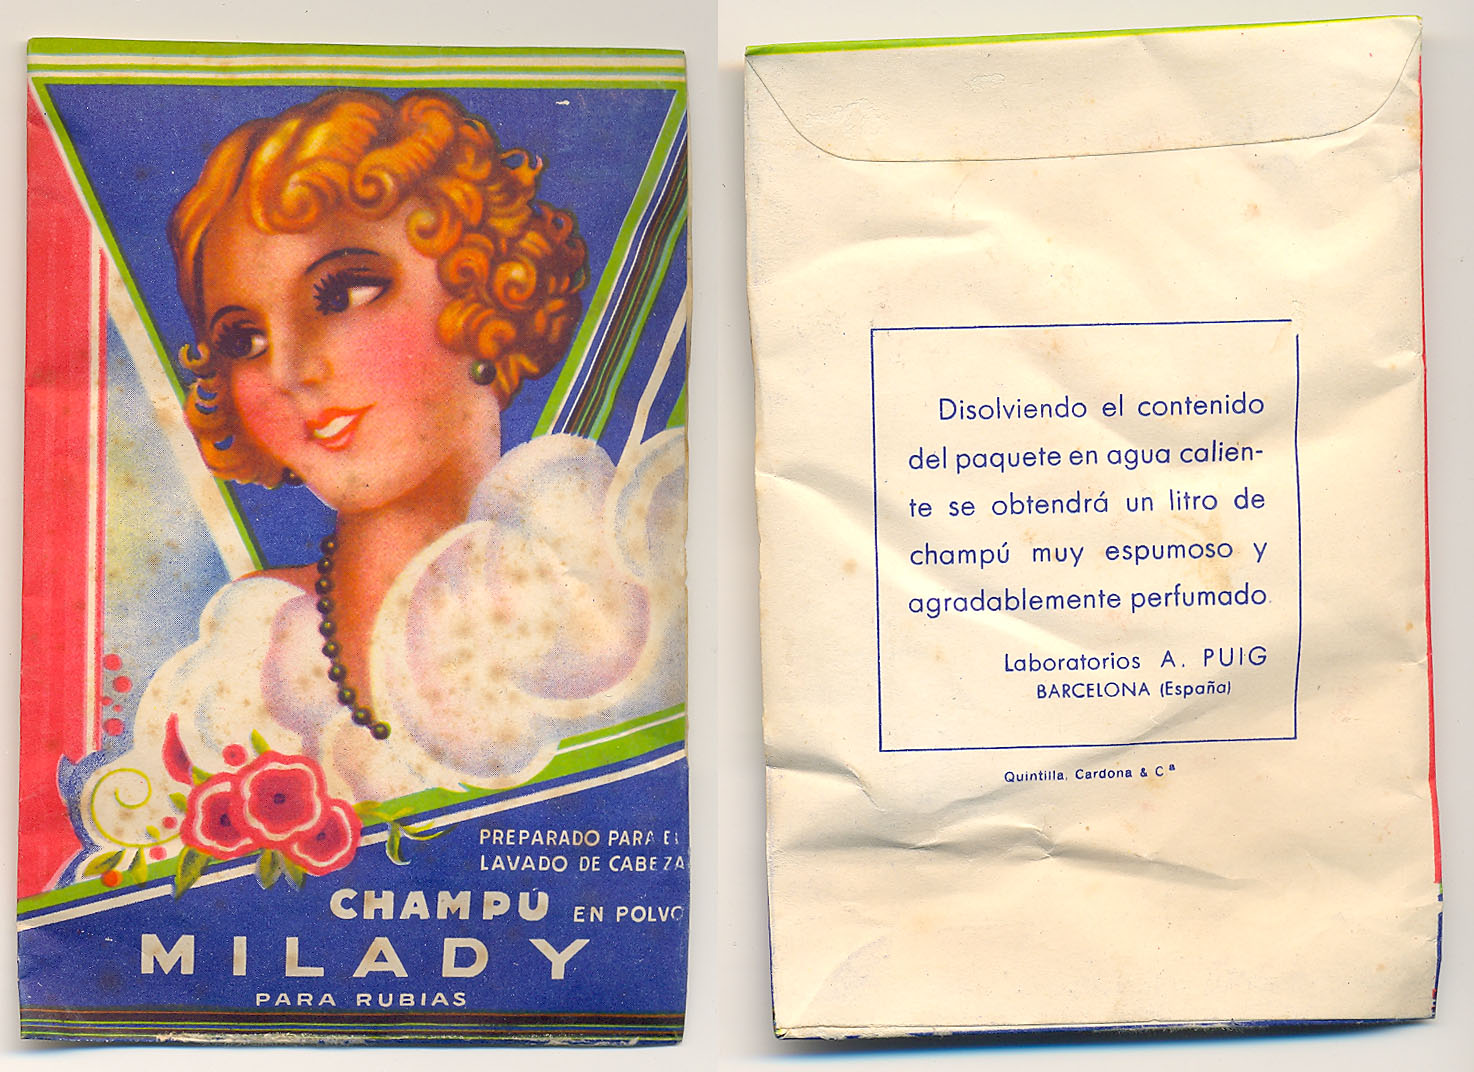 PREPARADO PARA EL
LAVADO DE CABEZA
CHAMPÚ EN POLVO
MILADY
PARA RUBIAS
Disolviendo el contenido
del paquete en agua calien-
te se obtendrá un litro de
champú muy espumoso y
agradablemente perfumado.
Laboratorios A. PUIG
BARCELONA (España)
Quintilla, Cardona & Cª